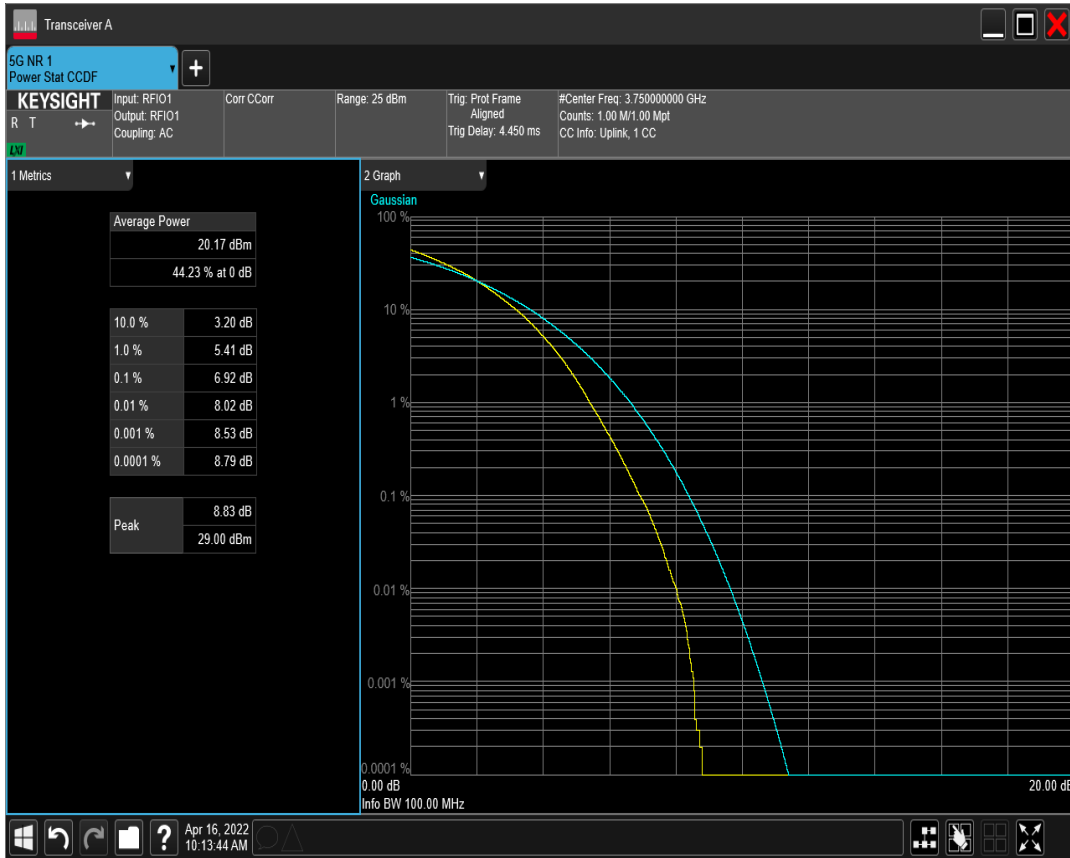 Transceiver A
5G NR 1
Power Stat CCDF
+
KEYSIGHT
R T
LXI
Input: RFIO1
Output: RFIO1
Coupling: AC
Corr CCorr
Range: 25 dBm
Trig: Prot Frame
Aligned
Trig Delay: 4.450 ms
#Center Freq: 3.750000000 GHz
Counts: 1.00 M/1.00 Mpt
CC Info: Uplink, 1 CC
1 Metrics
Average Power
20.17 dBm
44.23 % at 0 dB
10.0 % 3.20 dB
1.0 % 5.41 dB
0.1 % 6.92 dB
0.01 % 8.02 dB
0.001 % 8.53 dB
0.0001 % 8.79 dB
Peak
8.83 dB
29.00 dBm
2 Graph
Gaussian
100 %
10 %
1 %
0.1 %
0.01 %
0.001 %
0.0001 %
0.00 dB 20.00 dB
Info BW 100.00 MHz
? Apr 16, 2022
10:13:44 AM